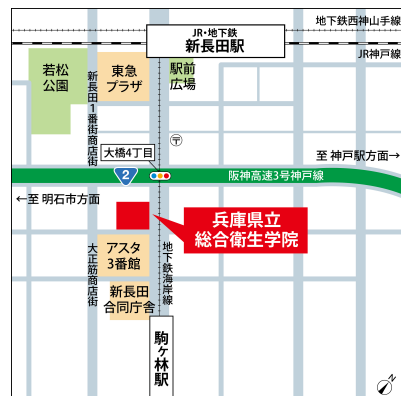 地下鉄西神山手線
JR・地下鉄
新長田駅
JR神戸線
若松
公園
新長田1番街商店街
東急
プラザ
駅前
広場
〒
大橋4丁目
至 神戸駅方面→
2
阪神高速3号神戸線
←至 明石市方面
兵庫県立
総合衛生学院
大正筋商店街
アスタ
3番館
地下鉄海岸線
新長田
合同庁舎
駒ヶ林駅
N